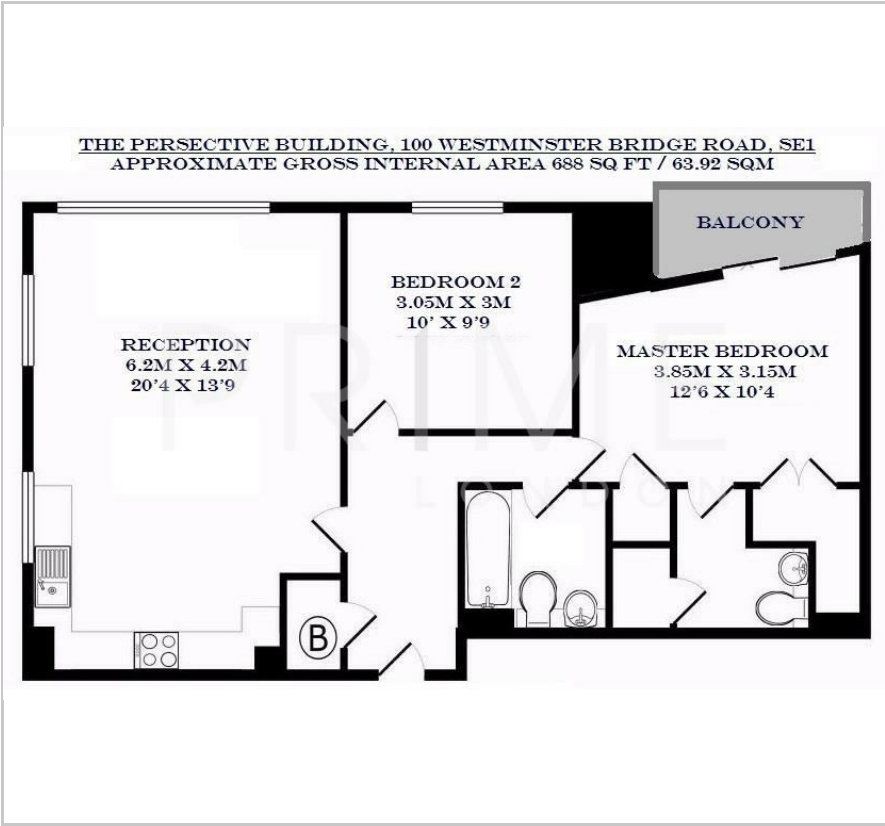 THE PERSECTIVE BUILDING, 100 WESTMINSTER BRIDGE ROAD, SE1
APPROXIMATE GROSS INTERNAL AREA 688 SQ FT / 63.92 SQM
BALCONY
BEDROOM 2
3.05M X 3M
10' X 9'9
RECEPTION
6.2M X 4.2M
20'4 X 13'9
MASTER BEDROOM
3.85M X 3.15M
12'6 X 10'4
PRIME
LONDON
B